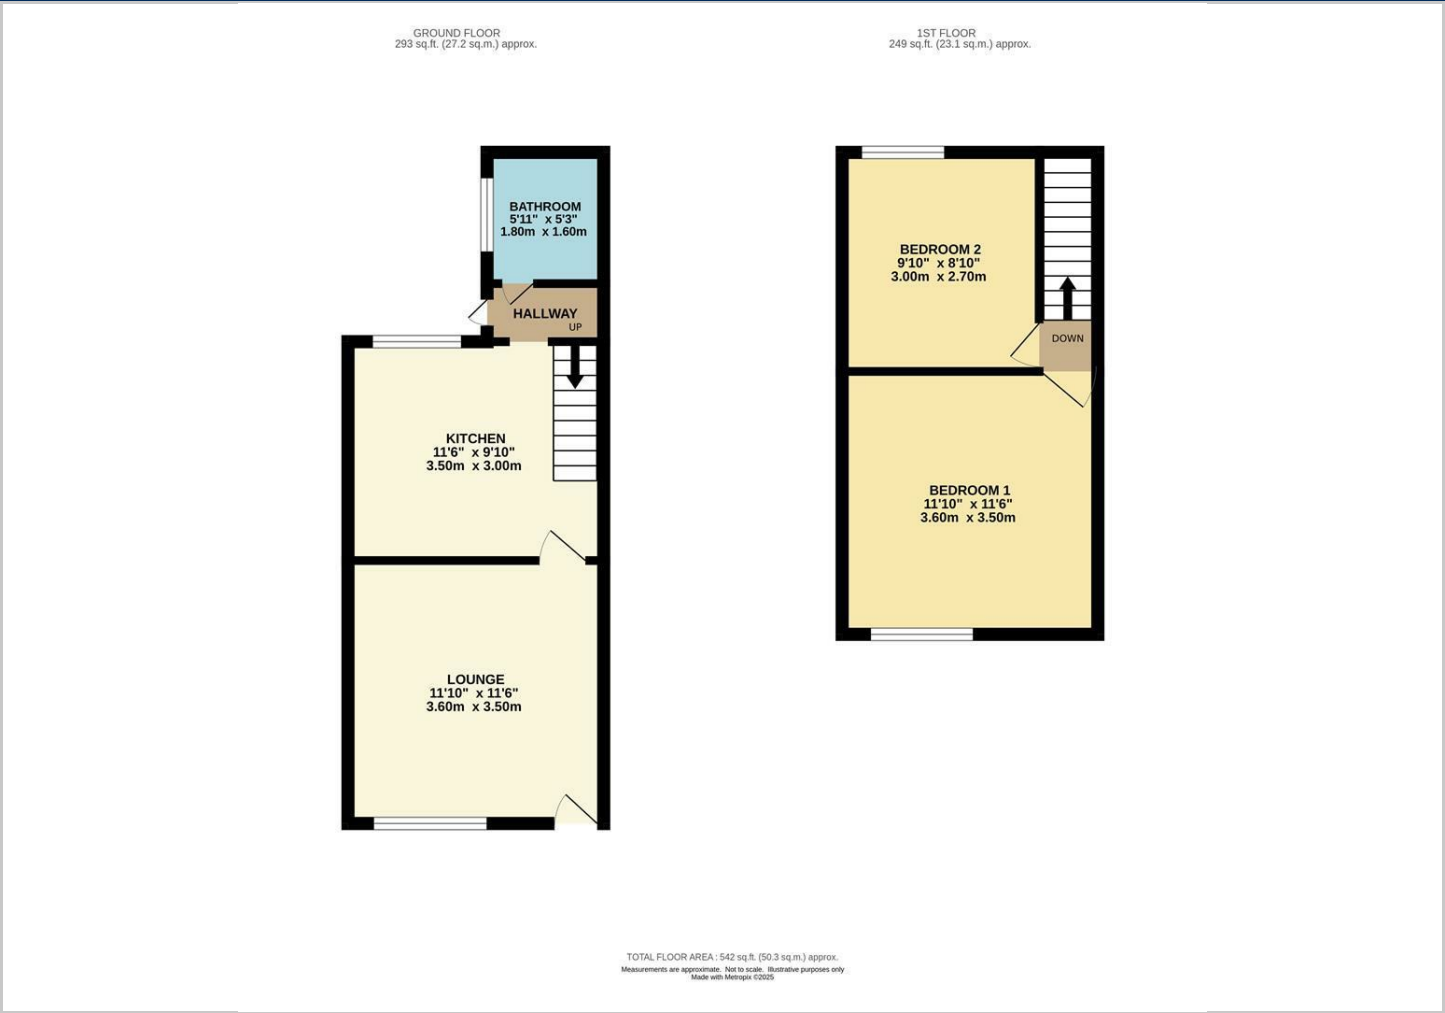 GROUND FLOOR
293 sq.ft. (27.2 sq.m.) approx.
1ST FLOOR
249 sq.ft. (23.1 sq.m.) approx.
BATHROOM
5'11" x 5'3"
1.80m x 1.60m
HALLWAY
UP
KITCHEN
11'6" x 9'10"
3.50m x 3.00m
LOUNGE
11'10" x 11'6"
3.60m x 3.50m
BEDROOM 2
9'10" x 8'10"
3.00m x 2.70m
DOWN
BEDROOM 1
11'10" x 11'6"
3.60m x 3.50m
TOTAL FLOOR AREA : 542 sq.ft. (50.3 sq.m.) approx.
Measurements are approximate. Not to scale. Illustrative purposes only
Made with Metropix ©2025